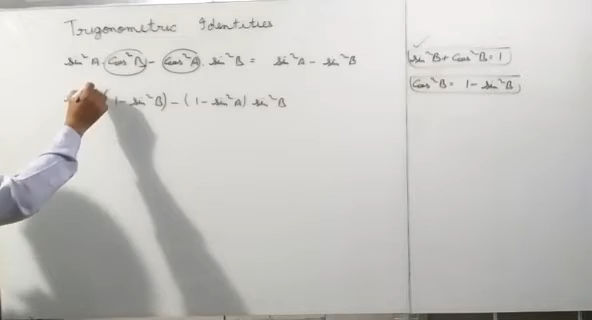 Trigonometric Identities
sin²A · cos²B - cos²A · sin²B = sin²A - sin²B
(1 - sin²B) - (1 - sin²A) sin²B
sin²B + cos²B = 1
cos²B = 1 - sin²B